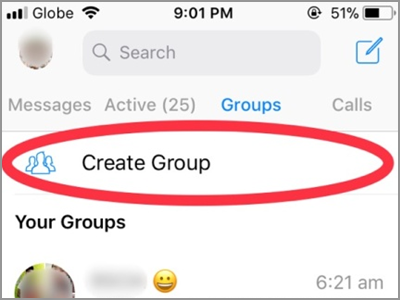 Globe 9:01 PM 51%
Search
Messages Active (25) Groups Calls
Create Group
Your Groups
6:21 am